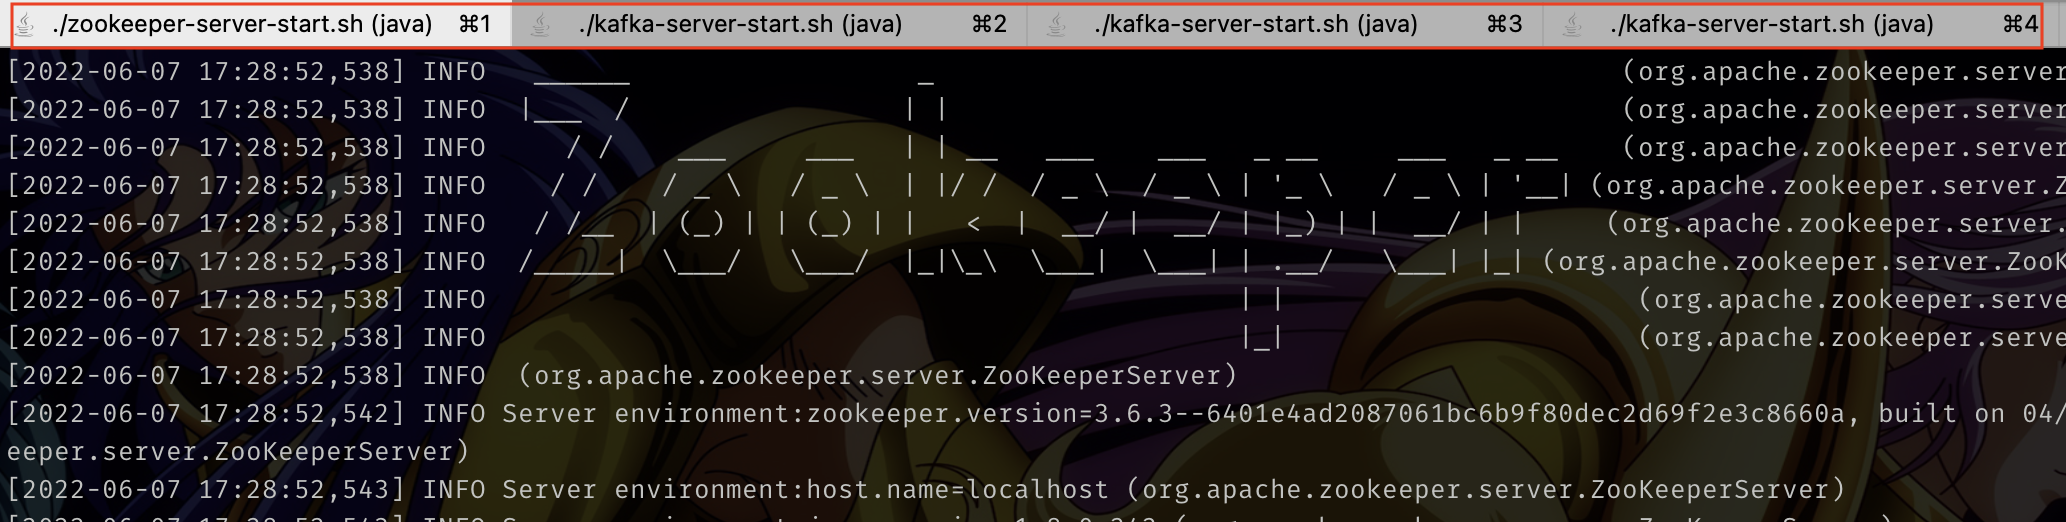 ./zookeeper-server-start.sh (java) ⌘1 ./kafka-server-start.sh (java) ⌘2 ./kafka-server-start.sh (java) ⌘3 ./kafka-server-start.sh (java) ⌘4
[2022-06-07 17:28:52,538] INFO   ______                  _                                           (org.apache.zookeeper.server
[2022-06-07 17:28:52,538] INFO  |___  /                 | |                                          (org.apache.zookeeper.server
[2022-06-07 17:28:52,538] INFO     / /    ___     ___   | | __   ___    ___   _ __     ___   _ __    (org.apache.zookeeper.server
[2022-06-07 17:28:52,538] INFO    / /    / _ \   / _ \  | |/ /  / _ \  / _ \ | '_ \   / _ \ | '__| (org.apache.zookeeper.server.Z
[2022-06-07 17:28:52,538] INFO   / /__  | (_) | | (_) | |   <  |  __/ |  __/ | |_) | |  __/ | |     (org.apache.zookeeper.server.
[2022-06-07 17:28:52,538] INFO  /_____|  \___/   \___/  |_|\_\  \___|  \___| | .__/   \___| |_| (org.apache.zookeeper.server.ZooK
[2022-06-07 17:28:52,538] INFO                                               | |                      (org.apache.zookeeper.serve
[2022-06-07 17:28:52,538] INFO                                               |_|                      (org.apache.zookeeper.serve
[2022-06-07 17:28:52,538] INFO  (org.apache.zookeeper.server.ZooKeeperServer)
[2022-06-07 17:28:52,542] INFO Server environment:zookeeper.version=3.6.3--6401e4ad2087061bc6b9f80dec2d69f2e3c8660a, built on 04/
eeper.server.ZooKeeperServer)
[2022-06-07 17:28:52,543] INFO Server environment:host.name=localhost (org.apache.zookeeper.server.ZooKeeperServer)